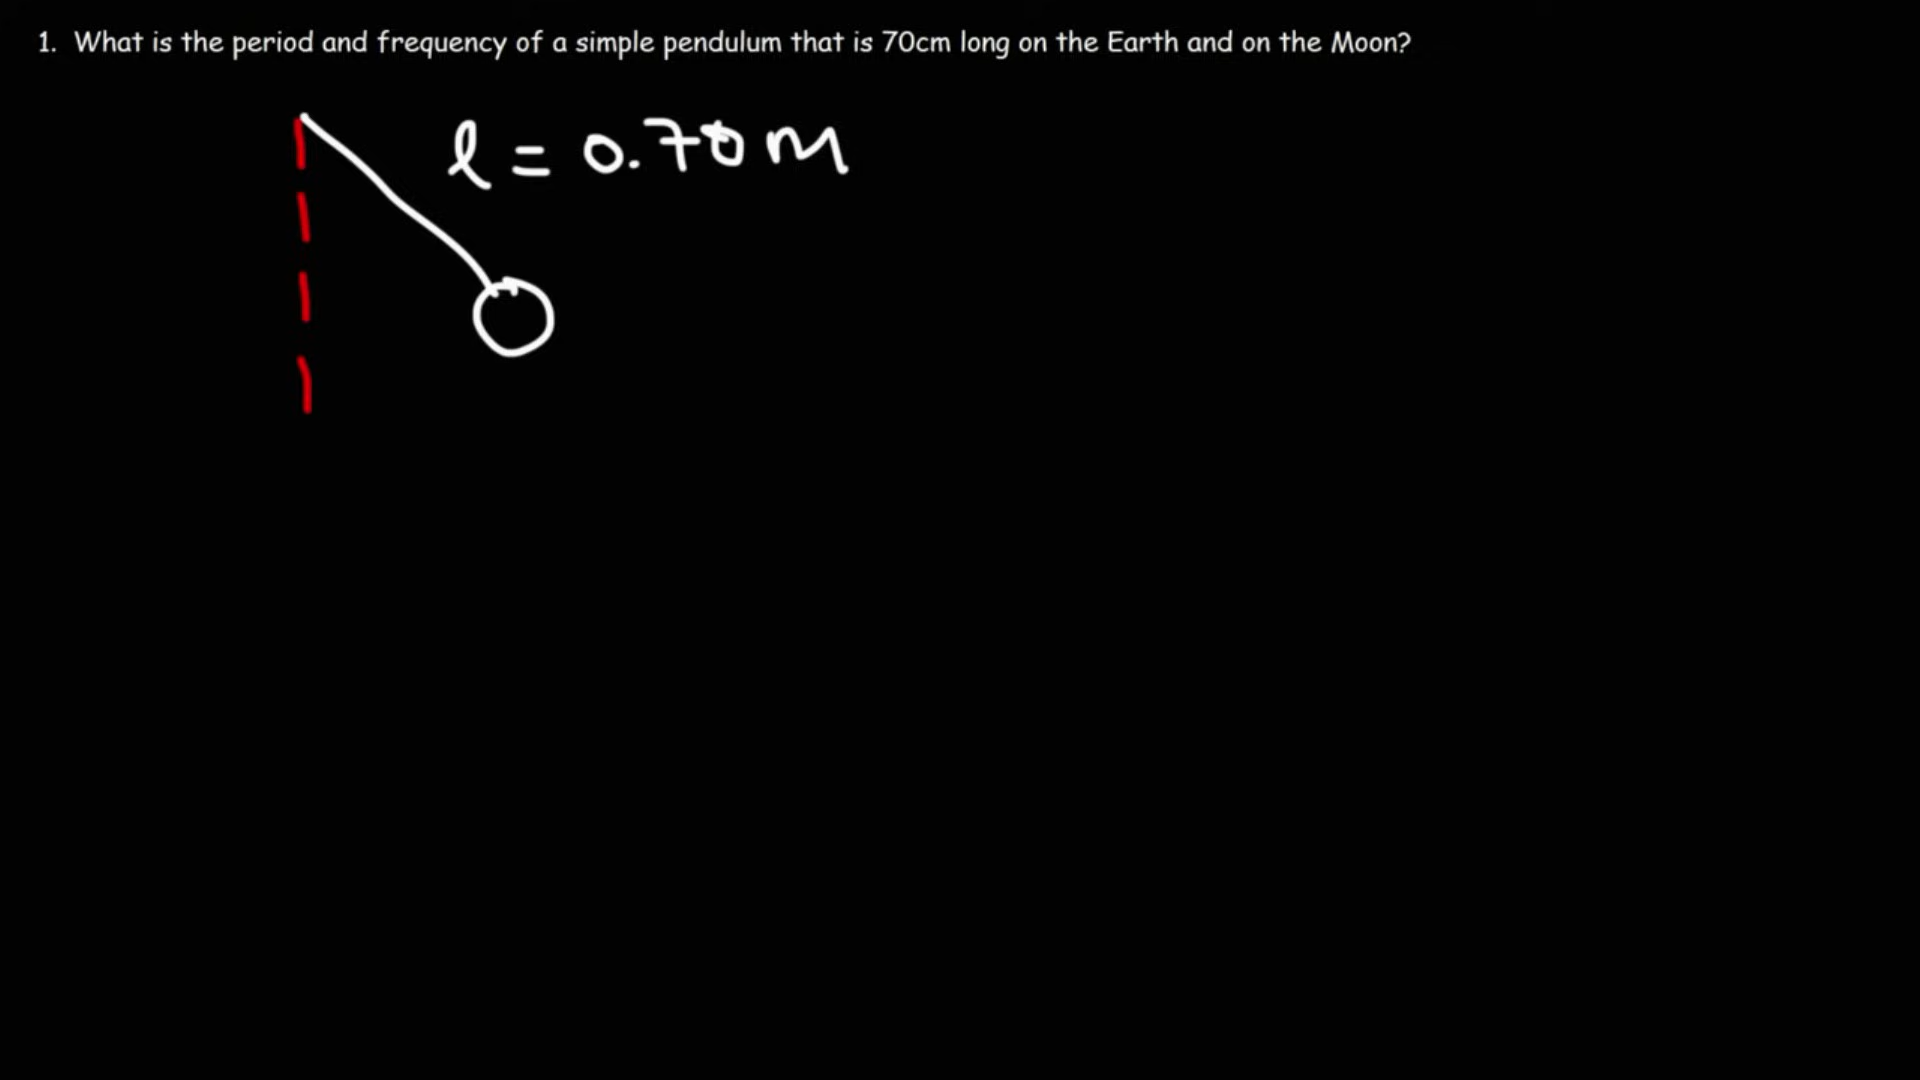 1. What is the period and frequency of a simple pendulum that is 70cm long on the Earth and on the Moon?
l = 0.70 m